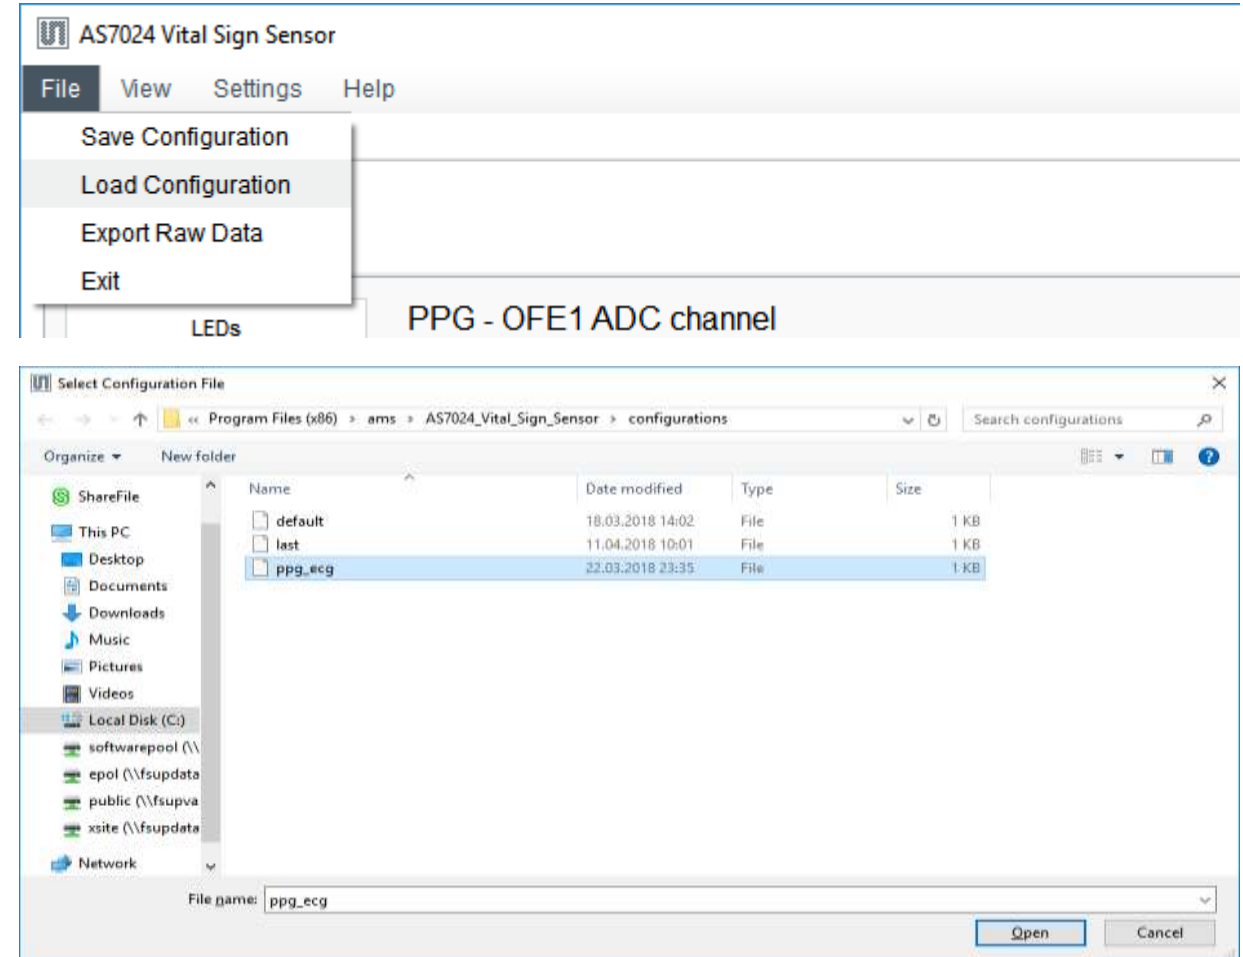 AS7024 Vital Sign Sensor
File View Settings Help
Save Configuration
Load Configuration
Export Raw Data
Exit
LEDs
PPG - OFE1 ADC channel
Select Configuration File
« Program Files (x86) › ams › AS7024_Vital_Sign_Sensor › configurations
Search configurations
Organize New folder
Name Date modified Type Size
default 18.03.2018 14:02 File 1 KB
last 11.04.2018 10:01 File 1 KB
ppg_ecg 22.03.2018 23:35 File 1 KB
ShareFile
This PC
Desktop
Documents
Downloads
Music
Pictures
Videos
Local Disk (C:)
softwarepool (\\
epol (\\fsupdata
public (\\fsupva
xsite (\\fsupdata
Network
File name: ppg_ecg
Open Cancel